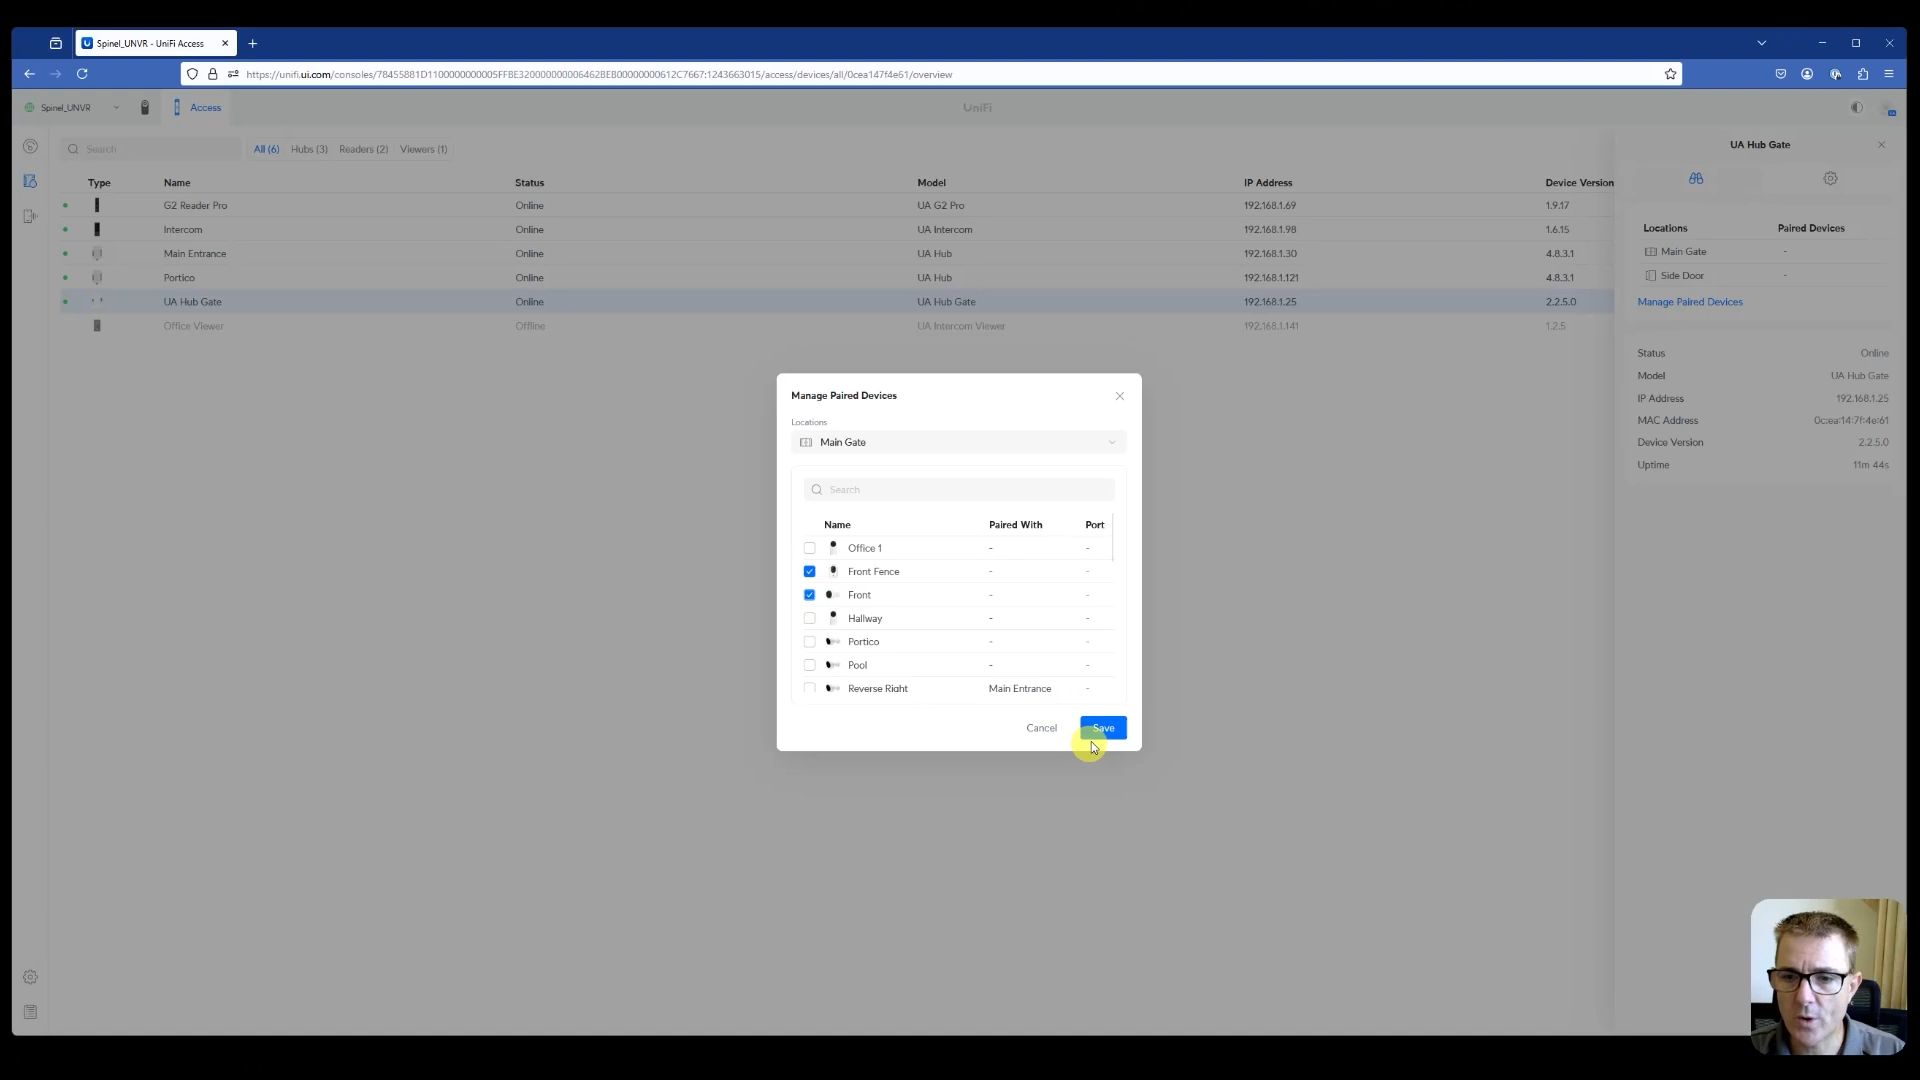 Spinel_UNVR - UniFi Access
https://unifi.ui.com/consoles/78455881D1100000000005FFBE320000000006462BEB00000000612C7667:1243663015/access/devices/all/0cea147f4e61/overview
Spinel_UNVR
Access
UniFi
Search
All (6)
Hubs (3)
Readers (2)
Viewers (1)
UA Hub Gate
Type Name Status Model IP Address Device Version
G2 Reader Pro Online UA G2 Pro 192.168.1.69 1.9.17
Intercom Online UA Intercom 192.168.1.98 1.6.15
Main Entrance Online UA Hub 192.168.1.30 4.8.3.1
Portico Online UA Hub 192.168.1.121 4.8.3.1
UA Hub Gate Online UA Hub Gate 192.168.1.25 2.2.5.0
Office Viewer Offline UA Intercom Viewer 192.168.1.141 1.2.5
Locations Paired Devices
Main Gate -
Side Door -
Manage Paired Devices
Status Online
Model UA Hub Gate
IP Address 192.168.1.25
MAC Address 0c:ea:14:7f:4e:61
Device Version 2.2.5.0
Uptime 11m 44s
Manage Paired Devices
Locations
Main Gate
Search
Name Paired With Port
Office 1 - -
Front Fence - -
Front - -
Hallway - -
Portico - -
Pool - -
Reverse Right Main Entrance -
Cancel
Save